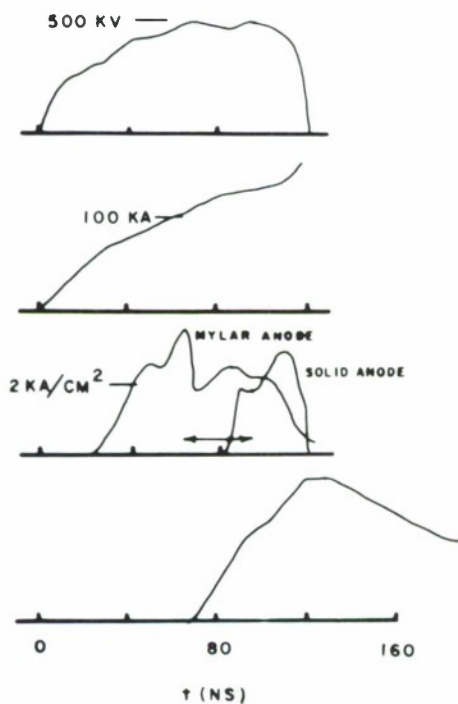 500 KV
100 KA
MYLAR ANODE
SOLID ANODE
2 KA/CM²
0 80 160
t (NS)